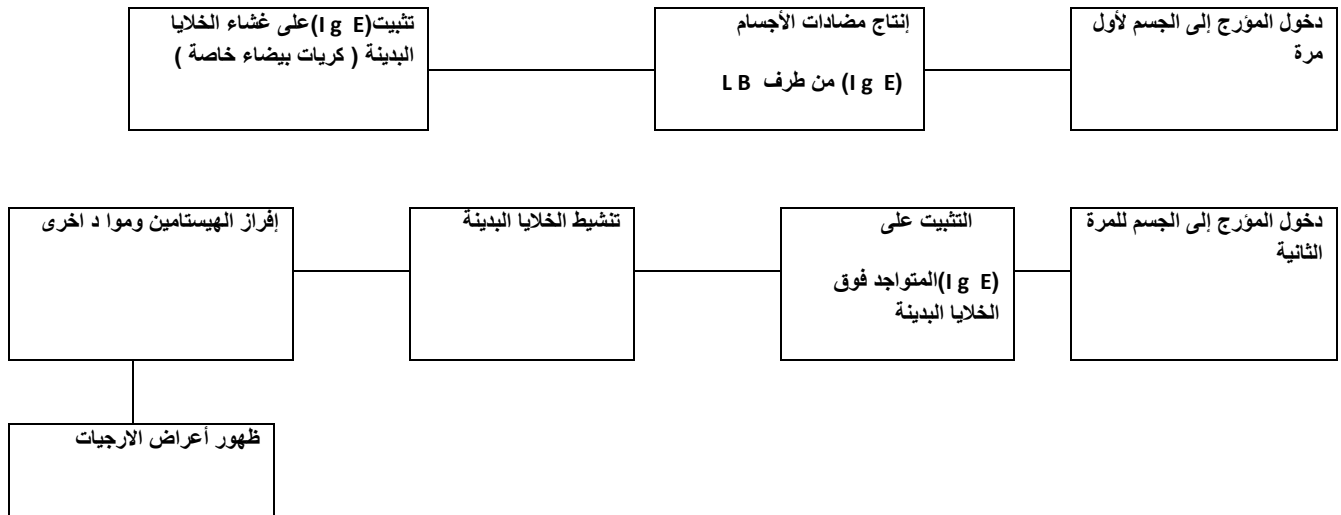 دخول المؤرج إلى الجسم لأول
مرة
إنتاج مضادات الأجسام
(I g E) من طرف L B
تثبيت(I g E)على غشاء الخلايا
البدينة ( كريات بيضاء خاصة )
دخول المؤرج إلى الجسم للمرة
الثانية
التثبيت على
(I g E)المتواجد فوق
الخلايا البدينة
تنشيط الخلايا البدينة
إفراز الهيستامين وموا د اخرى
ظهور أعراض الارجيات